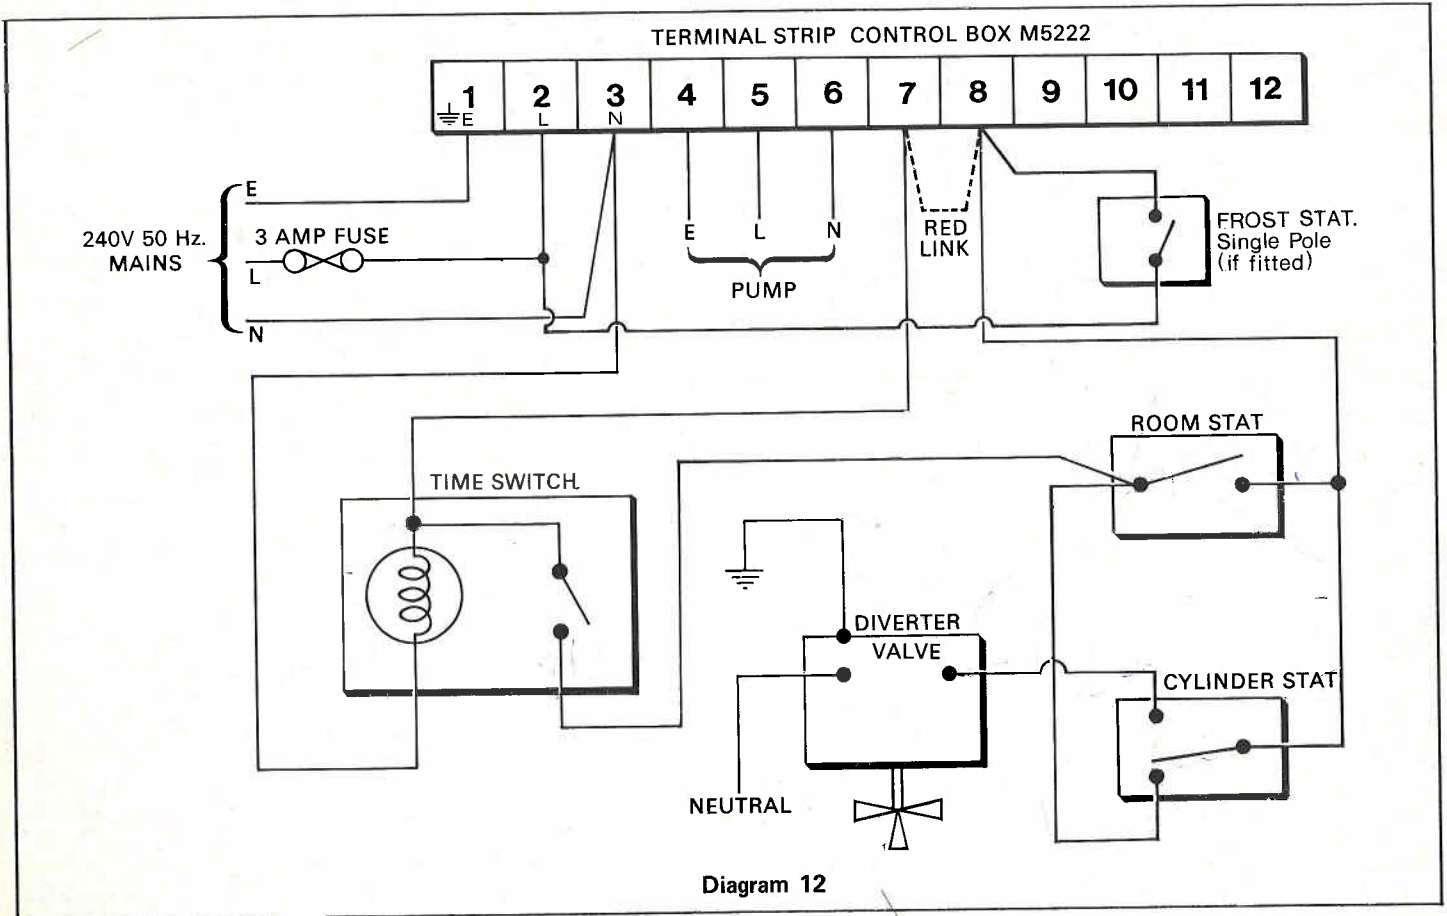 TERMINAL STRIP CONTROL BOX M5222
1 2 3 4 5 6 7 8 9 10 11 12
E L N
E
240V 50 Hz.
MAINS
3 AMP FUSE
L
N
E L N
PUMP
RED
LINK
FROST STAT.
Single Pole
(if fitted)
ROOM STAT
TIME SWITCH
DIVERTER
VALVE
CYLINDER STAT
NEUTRAL
Diagram 12